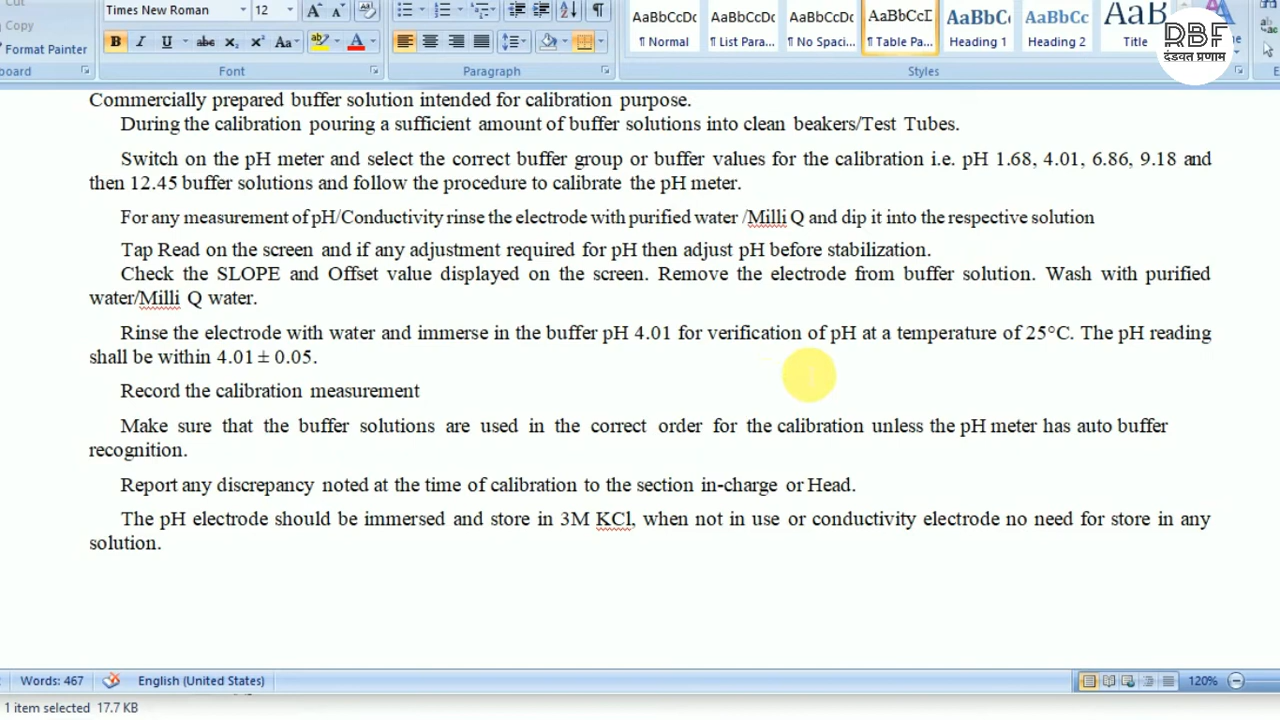 Cut
Copy
Format Painter
board
Times New Roman
12
B I U abc x₂ x² Aa
Font
Paragraph
AaBbCcDc AaBbCcDc AaBbCcDc AaBbCcD AaBbC AaBbCc AaB
¶ Normal ¶ List Para... ¶ No Spaci... ¶ Table Pa... Heading 1 Heading 2 Title
Styles
RBF
दंडवत प्रणाम
Commercially prepared buffer solution intended for calibration purpose.
During the calibration pouring a sufficient amount of buffer solutions into clean beakers/Test Tubes.
Switch on the pH meter and select the correct buffer group or buffer values for the calibration i.e. pH 1.68, 4.01, 6.86, 9.18 and
then 12.45 buffer solutions and follow the procedure to calibrate the pH meter.
For any measurement of pH/Conductivity rinse the electrode with purified water /Milli Q and dip it into the respective solution
Tap Read on the screen and if any adjustment required for pH then adjust pH before stabilization.
Check the SLOPE and Offset value displayed on the screen. Remove the electrode from buffer solution. Wash with purified
water/Milli Q water.
Rinse the electrode with water and immerse in the buffer pH 4.01 for verification of pH at a temperature of 25°C. The pH reading
shall be within 4.01 ± 0.05.
Record the calibration measurement
Make sure that the buffer solutions are used in the correct order for the calibration unless the pH meter has auto buffer
recognition.
Report any discrepancy noted at the time of calibration to the section in-charge or Head.
The pH electrode should be immersed and store in 3M KCl, when not in use or conductivity electrode no need for store in any
solution.
Words: 467 English (United States) 120%
1 item selected 17.7 KB